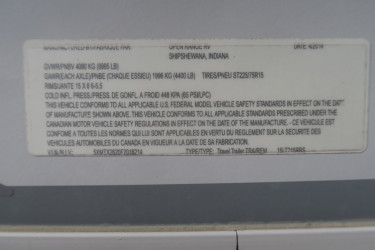 OPEN RANGE RV
SHIPSHEWANA, INDIANA
GVWR/PNBV 4080 KG (8995 LB)
GAWR(EACH AXLE)/PNBE (CHAQUE ESSIEU) 1996 KG (4400 LB) TIRES/PNEU ST225/75R15
RIMS/JANTE 15 X 6
COLD INFL. PRESS/PRESS DE GONFL. A FROID 448 KPA (65 PSI/LPC)
THIS VEHICLE CONFORMS TO ALL APPLICABLE U.S. FEDERAL MOTOR VEHICLE SAFETY STANDARDS IN EFFECT ON THE DATE
OF MANUFACTURE SHOWN ABOVE. THIS VEHICLE CONFORMS TO ALL APPLICABLE STANDARDS PRESCRIBED UNDER THE
CANADIAN MOTOR VEHICLE SAFETY REGULATIONS IN EFFECT ON THE DATE OF THE MANUFACTURE. - CE VEHICULE EST
CONFORME A TOUTES LES NORMES QUI LUI SONT APPLICABLES EN VERTU DU REGLEMENT SUR LA SECURITE DES
VEHICULES AUTOMOBILES DU CANADA EN VIGUEUR A LA DATE DE SA FABRICATION.
TYPE/TYPE: Travel Trailer